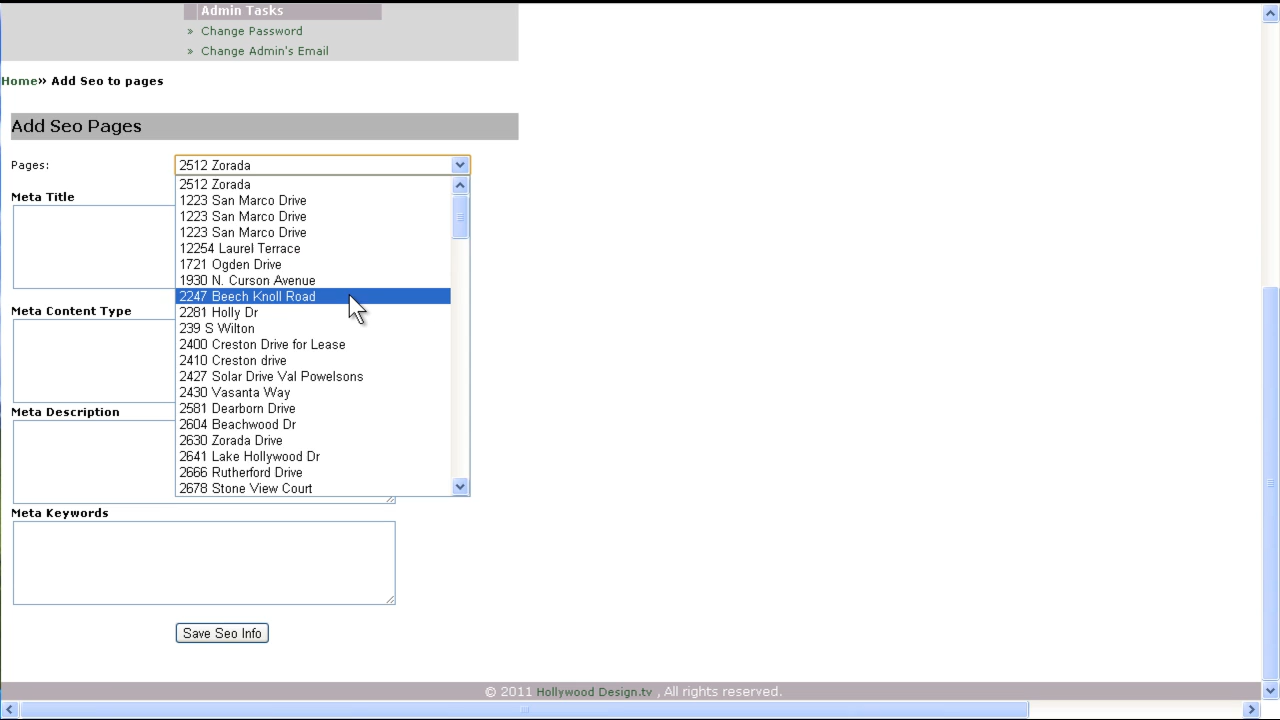 Admin Tasks
» Change Password
» Change Admin's Email
Home» Add Seo to pages
Add Seo Pages
Pages: 2512 Zorada
2512 Zorada
Meta Title
1223 San Marco Drive
1223 San Marco Drive
1223 San Marco Drive
12254 Laurel Terrace
1721 Ogden Drive
1930 N. Curson Avenue
2247 Beech Knoll Road
Meta Content Type
2281 Holly Dr
239 S Wilton
2400 Creston Drive for Lease
2410 Creston drive
2427 Solar Drive Val Powelsons
2430 Vasanta Way
Meta Description
2581 Dearborn Drive
2604 Beachwood Dr
2630 Zorada Drive
2641 Lake Hollywood Dr
2666 Rutherford Drive
2678 Stone View Court
Meta Keywords
Save Seo Info
© 2011 Hollywood Design.tv , All rights reserved.